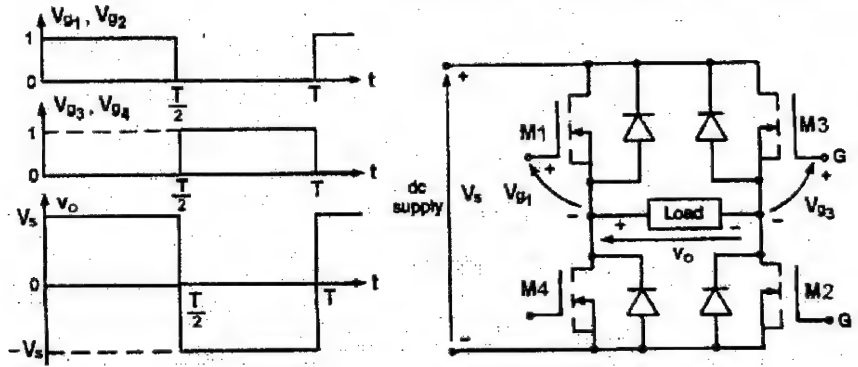 Vg1 , Vg2
1
0
T/2
T
t
Vg3 , Vg4
1
0
T/2
T
t
vo
Vs
0
T/2
T
t
-Vs
+
M1
M3
G
+
+
dc supply
Vs
Vg1
-
+
Load
-
-
Vg3
vo
M4
M2
G
-